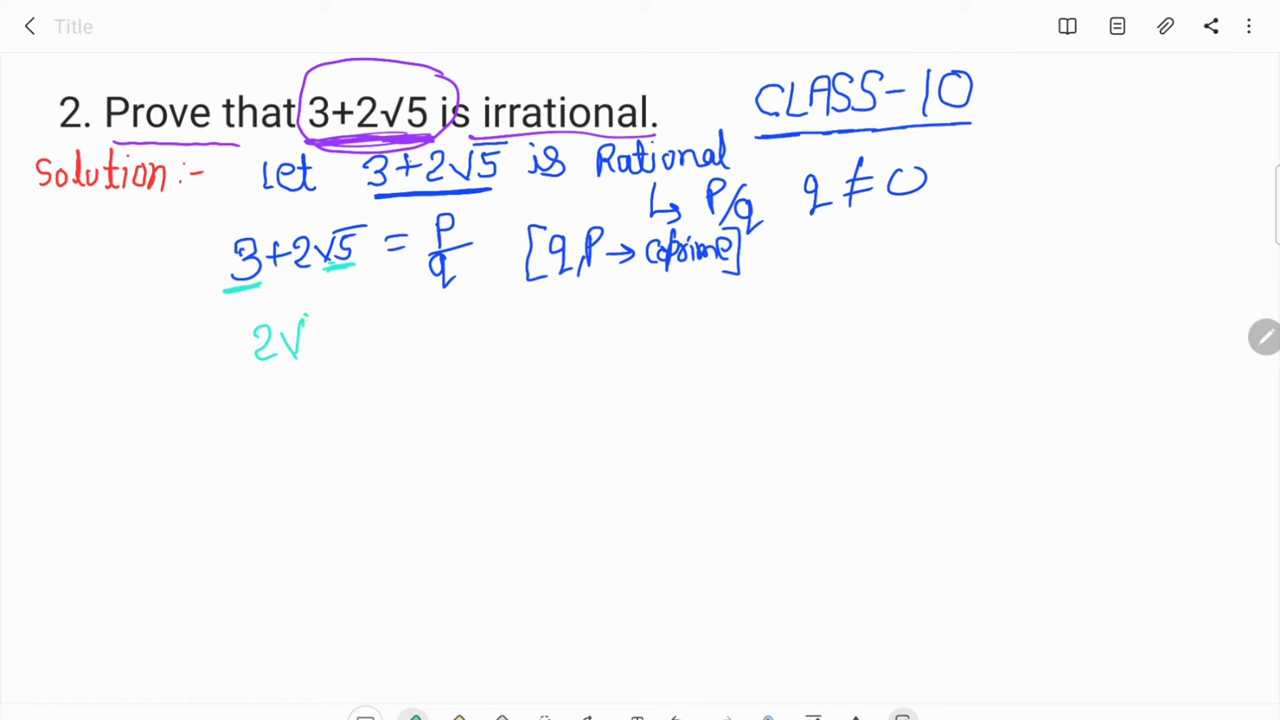 Title
2. Prove that 3+2√5 is irrational.
CLASS-10
Solution :- Let 3+2√5 is Rational
↳ P/q q ≠ 0
3+2√5 = P/q [q,P → coprime]
2√